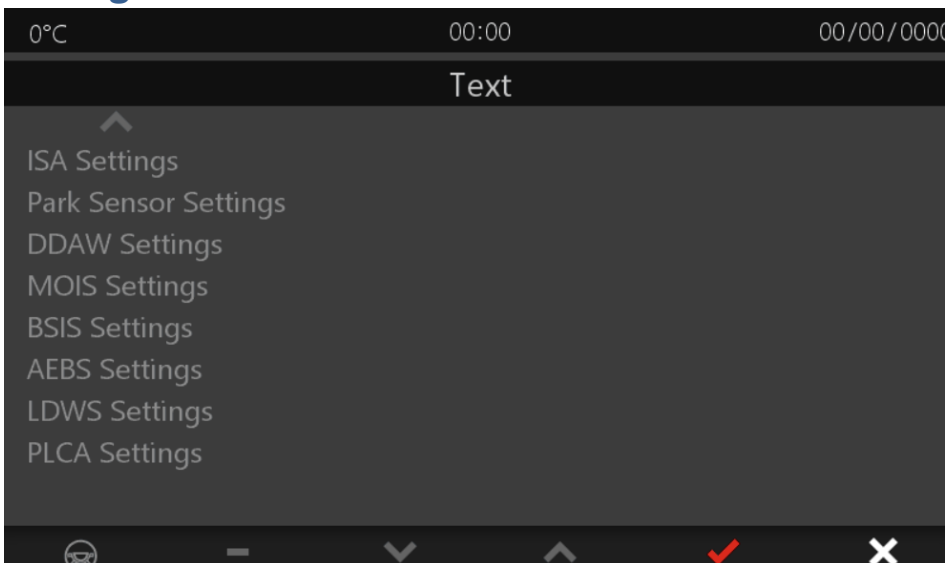 0°C 00:00 00/00/0000
Text
ISA Settings
Park Sensor Settings
DDAW Settings
MOIS Settings
BSIS Settings
AEBS Settings
LDWS Settings
PLCA Settings